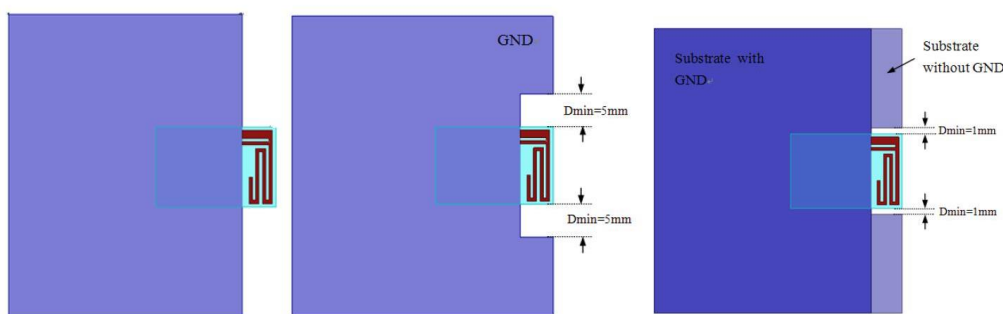 GND
Dmin=5mm
Dmin=5mm
Substrate with
GND
Substrate
without GND
Dmin=1mm
Dmin=1mm